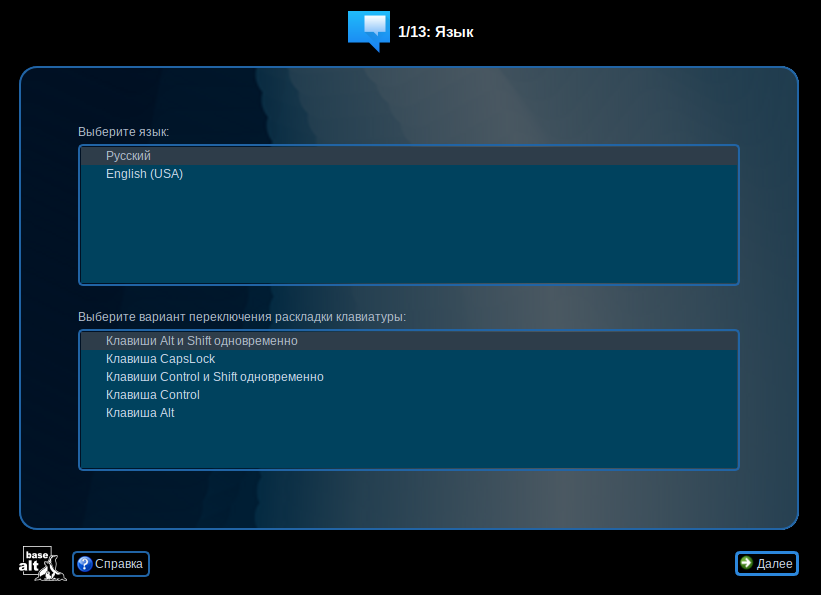 1/13: Язык
Выберите язык:
Русский
English (USA)
Выберите вариант переключения раскладки клавиатуры:
Клавиши Alt и Shift одновременно
Клавиша CapsLock
Клавиши Control и Shift одновременно
Клавиша Control
Клавиша Alt
base
alt
Справка
Далее